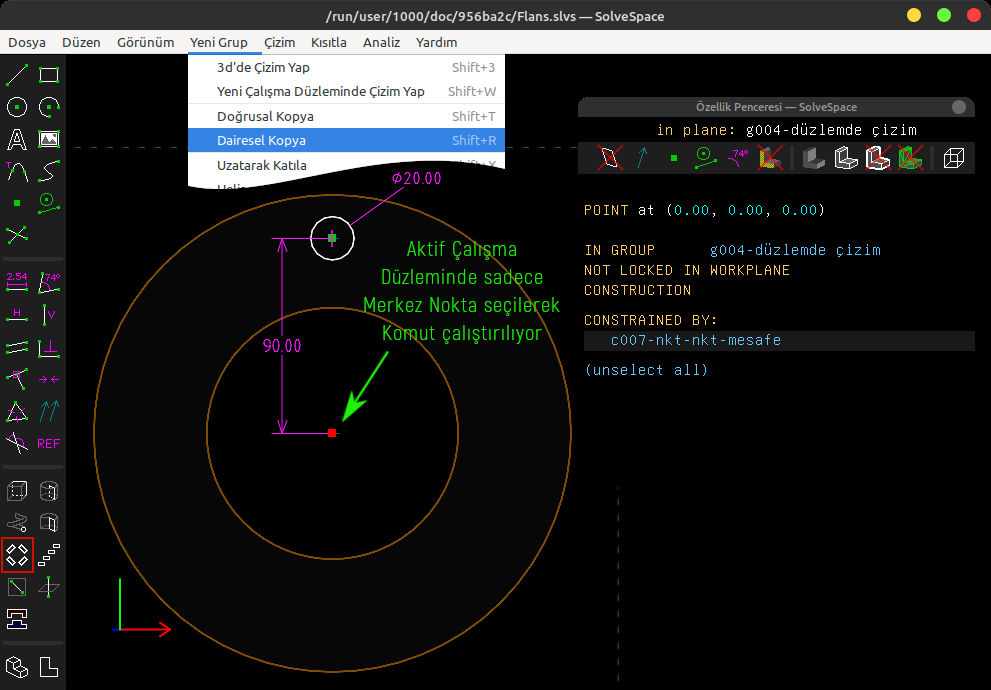 /run/user/1000/doc/956ba2c/Flans.slvs — SolveSpace
Dosya Düzen Görünüm Yeni Grup Çizim Kısıtla Analiz Yardım
3d'de Çizim Yap Shift+3
Yeni Çalışma Düzleminde Çizim Yap Shift+W
Doğrusal Kopya Shift+T
Dairesel Kopya Shift+R
Uzatarak Katıla
Özellik Penceresi — SolveSpace
in plane: g004-düzlemde çizim
74°
POINT at (0.00, 0.00, 0.00)
IN GROUP g004-düzlemde çizim
NOT LOCKED IN WORKPLANE
CONSTRUCTION
CONSTRAINED BY:
c007-nkt-nkt-mesafe
(unselect all)
⌀20.00
Aktif Çalışma
Düzleminde sadece
Merkez Nokta seçilerek
Komut çalıştırılıyor
90.00
A
T
2.54 74°
H V
REF